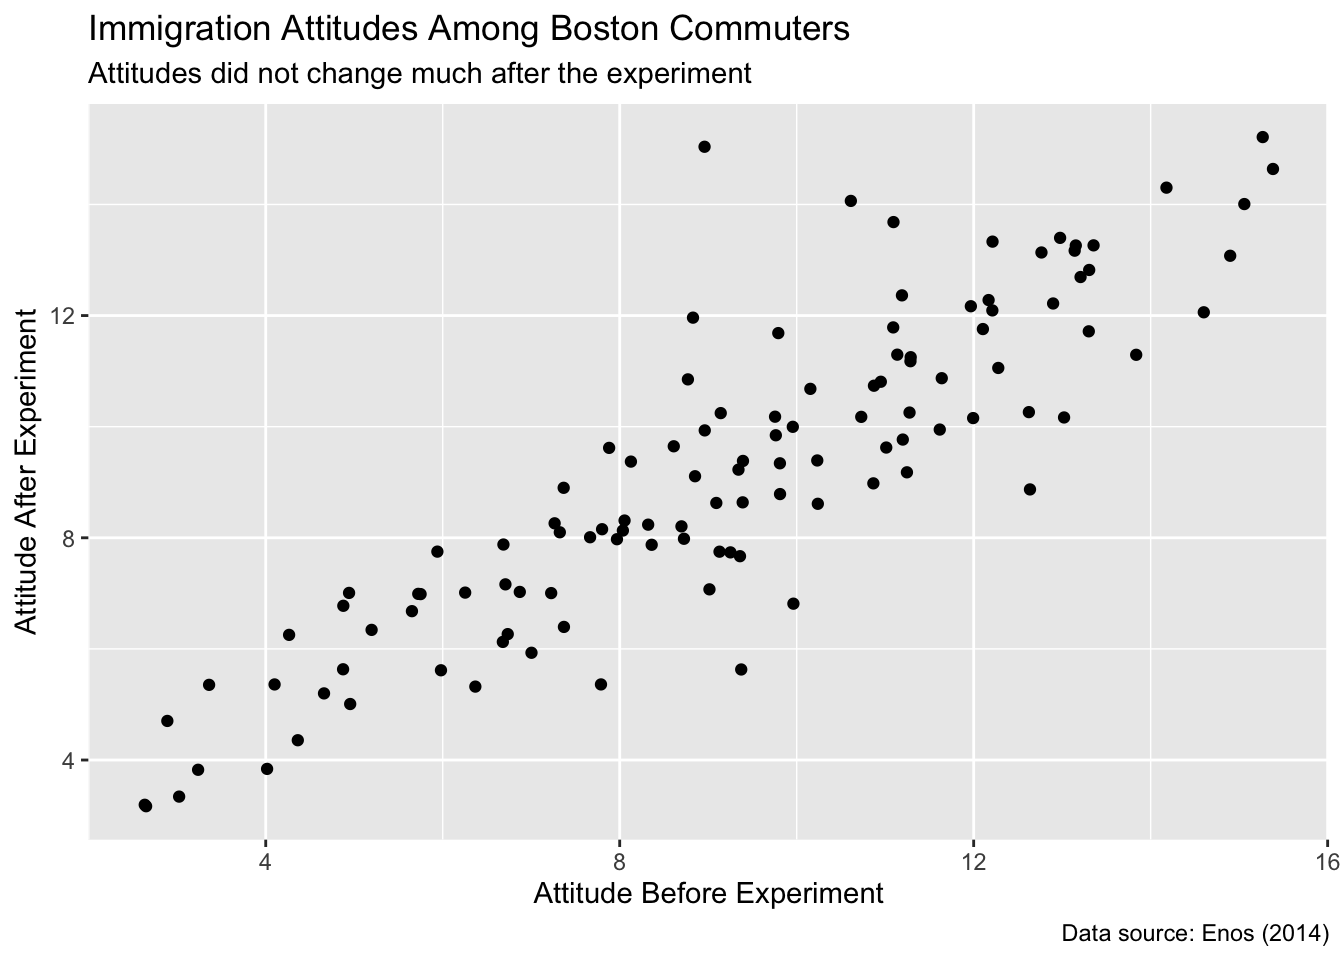 Immigration Attitudes Among Boston Commuters
Attitudes did not change much after the experiment
Attitude After Experiment
12
8
4
4 8 12 16
Attitude Before Experiment
Data source: Enos (2014)